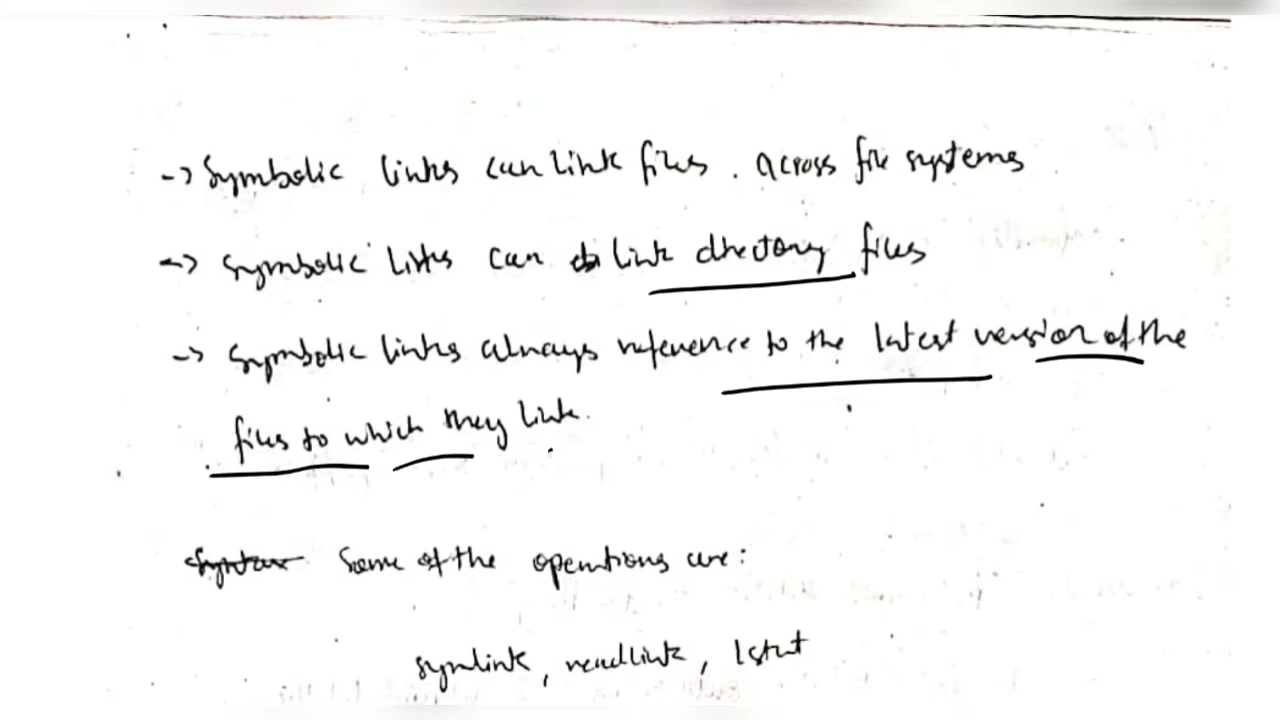 -> Symbolic links can link files. across file systems
-> Symbolic links can link directory files
-> Symbolic links always reference to the latest version of the
files to which they link.
Syntax Some of the operations are:
symlink, readlink, lstat